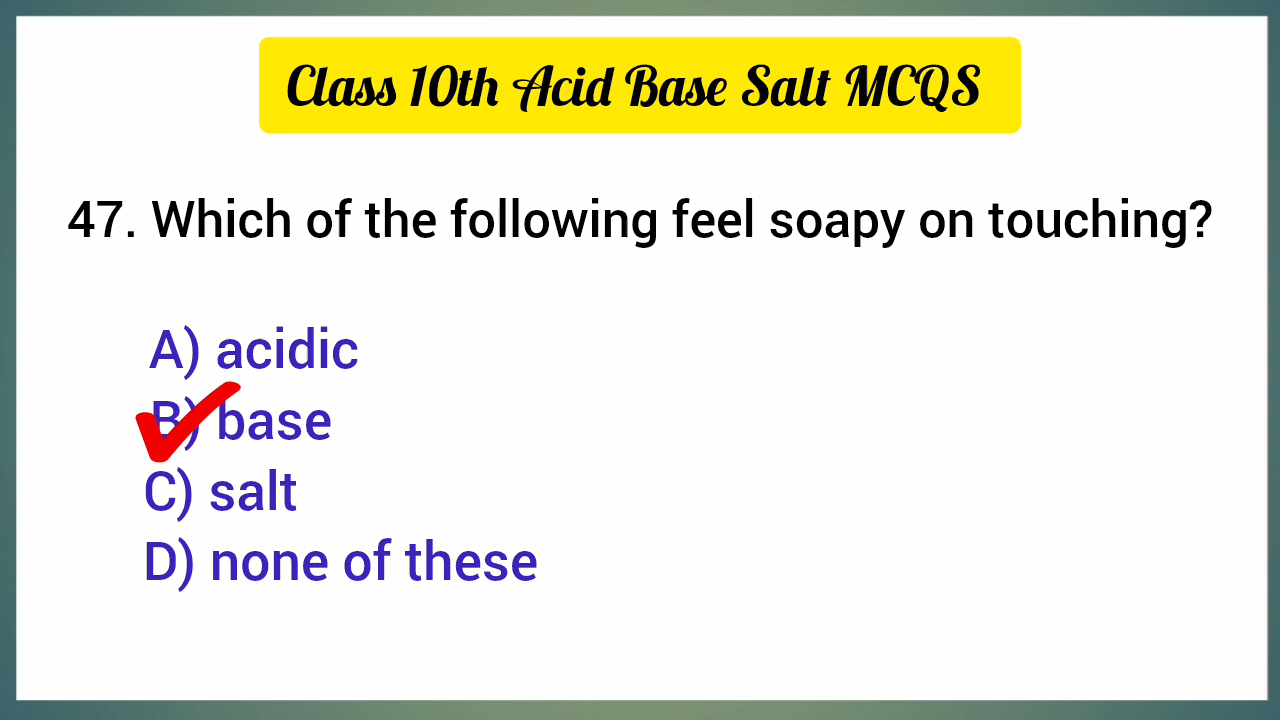 Class 10th Acid Base Salt MCQS
47. Which of the following feel soapy on touching?
A) acidic
B) base
C) salt
D) none of these